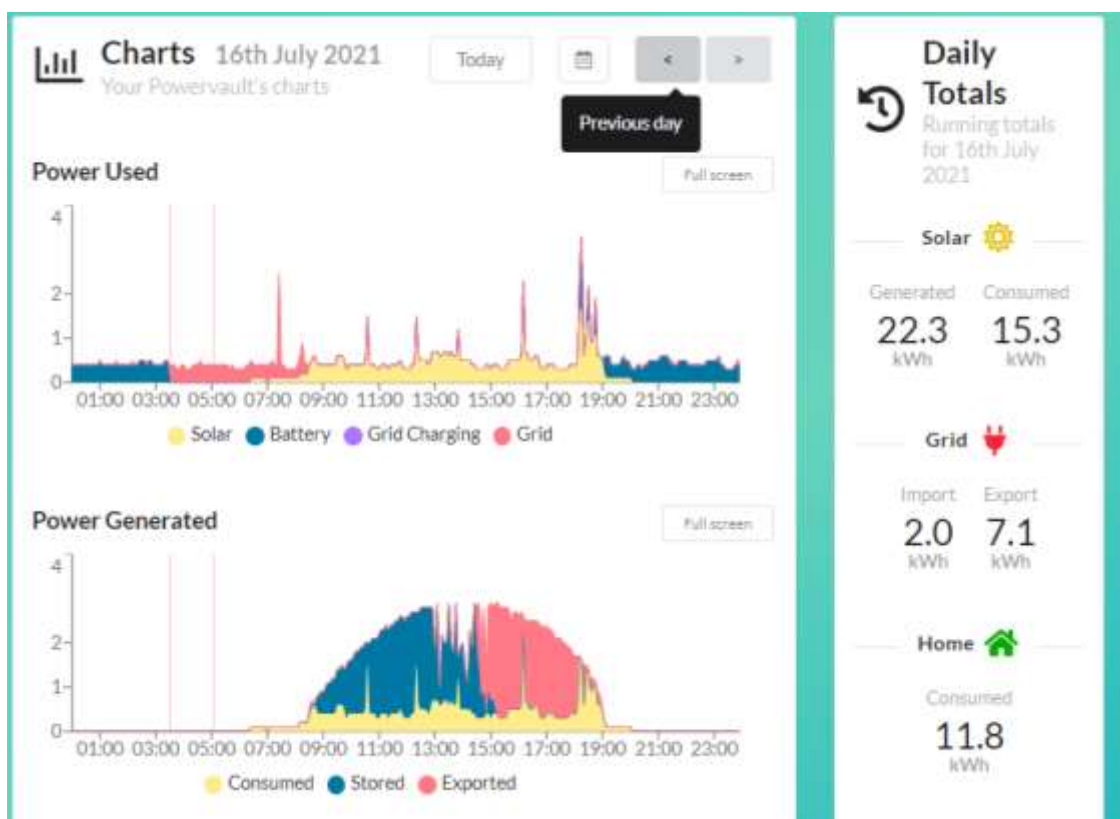 Charts 16th July 2021
Your Powervault's charts
Today
<
>
Previous day
Power Used
Full screen
4
2
1
0
01:00 03:00 05:00 07:00 09:00 11:00 13:00 15:00 17:00 19:00 21:00 23:00
Solar Battery Grid Charging Grid
Power Generated
Full screen
4
2
1
0
01:00 03:00 05:00 07:00 09:00 11:00 13:00 15:00 17:00 19:00 21:00 23:00
Consumed Stored Exported
Daily
Totals
Running totals
for 16th July
2021
Solar
Generated Consumed
22.3 15.3
kWh kWh
Grid
Import Export
2.0 7.1
kWh kWh
Home
Consumed
11.8
kWh